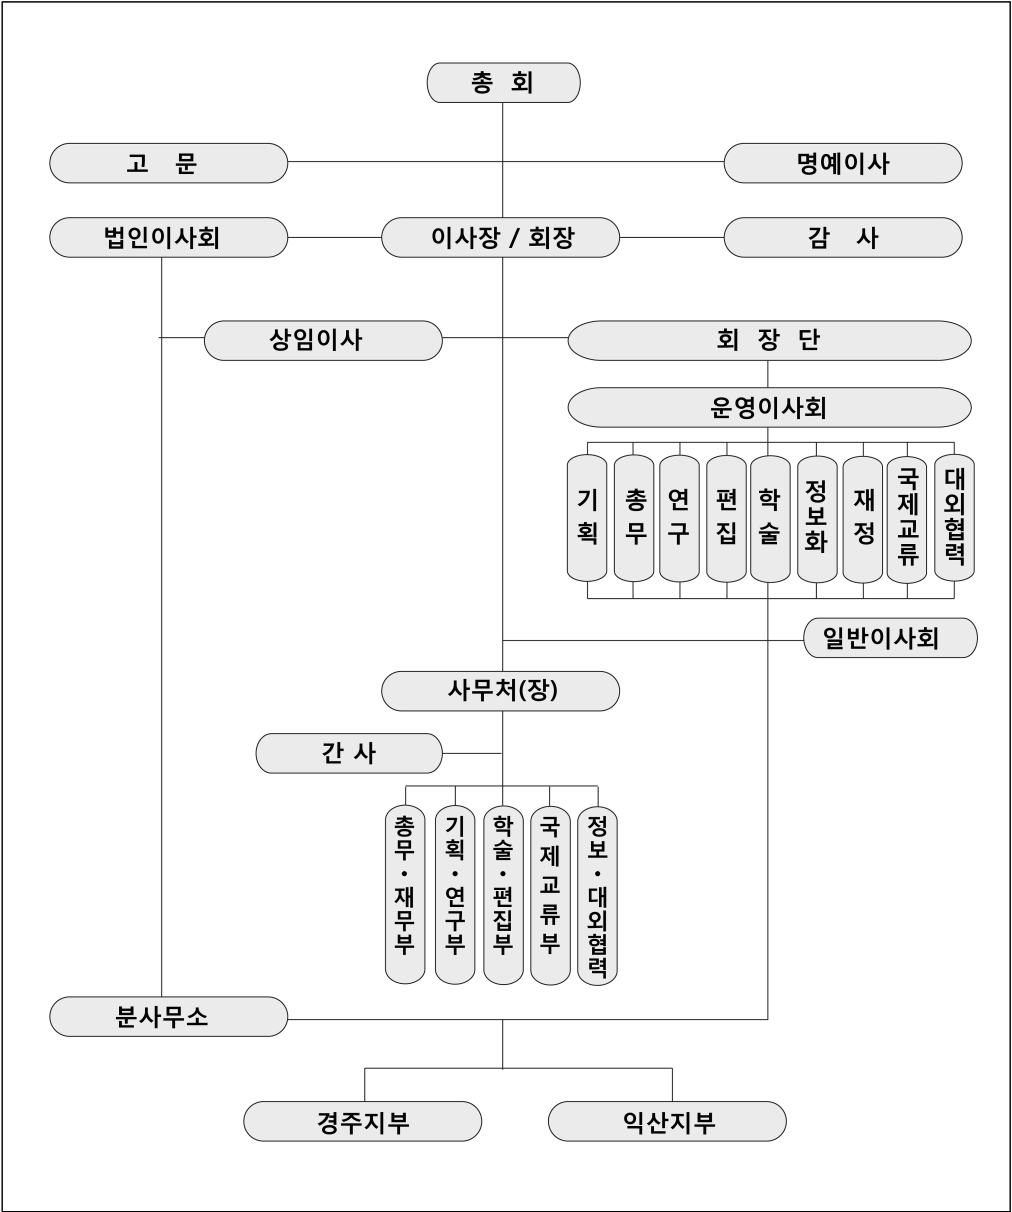 총 회
고 문
명예이사
법인이사회
이사장 / 회장
감 사
상임이사
회 장 단
운영이사회
기획
총무
연구
편집
학술
정보화
재정
국제교류
대외협력
일반이사회
사무처(장)
간 사
총무·재무부
기획·연구부
학술·편집부
국제교류부
정보·대외협력
분사무소
경주지부
익산지부